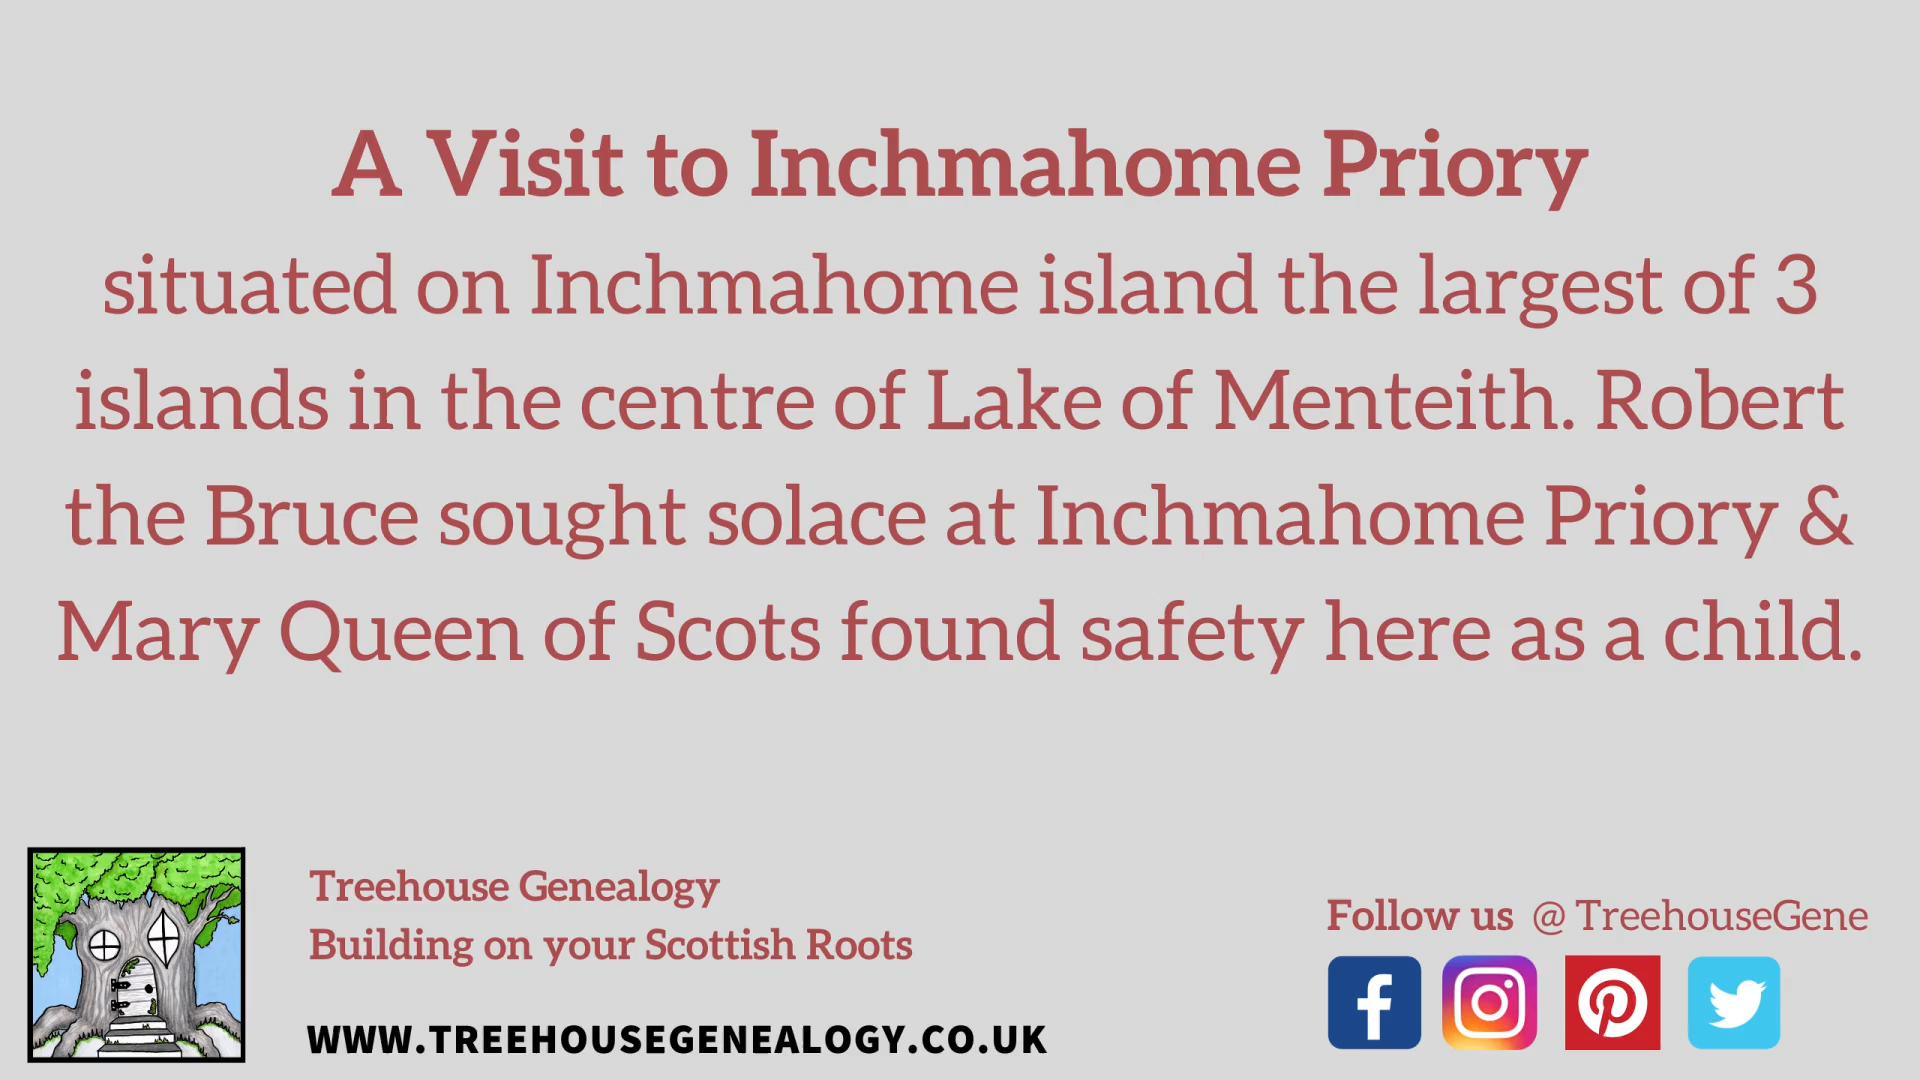 A Visit to Inchmahome Priory
situated on Inchmahome island the largest of 3
islands in the centre of Lake of Menteith. Robert
the Bruce sought solace at Inchmahome Priory &
Mary Queen of Scots found safety here as a child.
Treehouse Genealogy
Building on your Scottish Roots
WWW.TREEHOUSEGENEALOGY.CO.UK
Follow us @ TreehouseGene